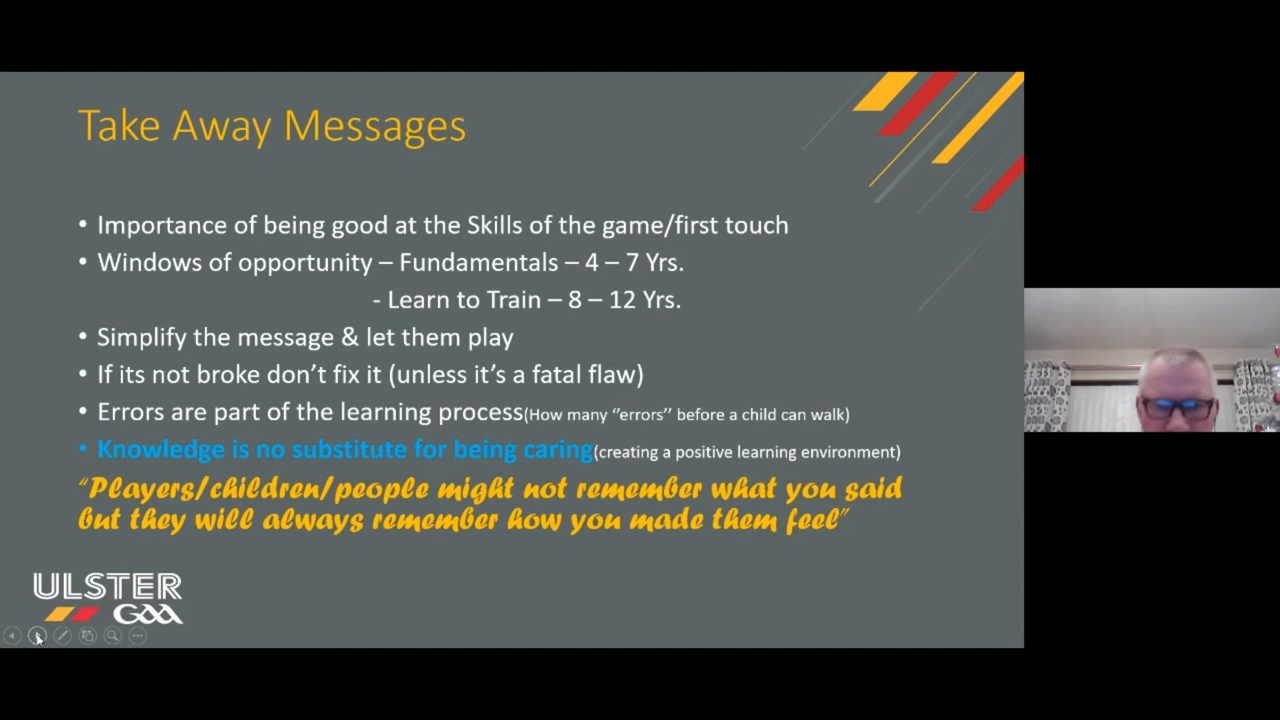 Take Away Messages
• Importance of being good at the Skills of the game/first touch
• Windows of opportunity – Fundamentals – 4 – 7 Yrs.
- Learn to Train – 8 – 12 Yrs.
• Simplify the message & let them play
• If its not broke don't fix it (unless it's a fatal flaw)
• Errors are part of the learning process(How many "errors" before a child can walk)
• Knowledge is no substitute for being caring(creating a positive learning environment)
"Players/children/people might not remember what you said
but they will always remember how you made them feel"
ULSTER
GAA